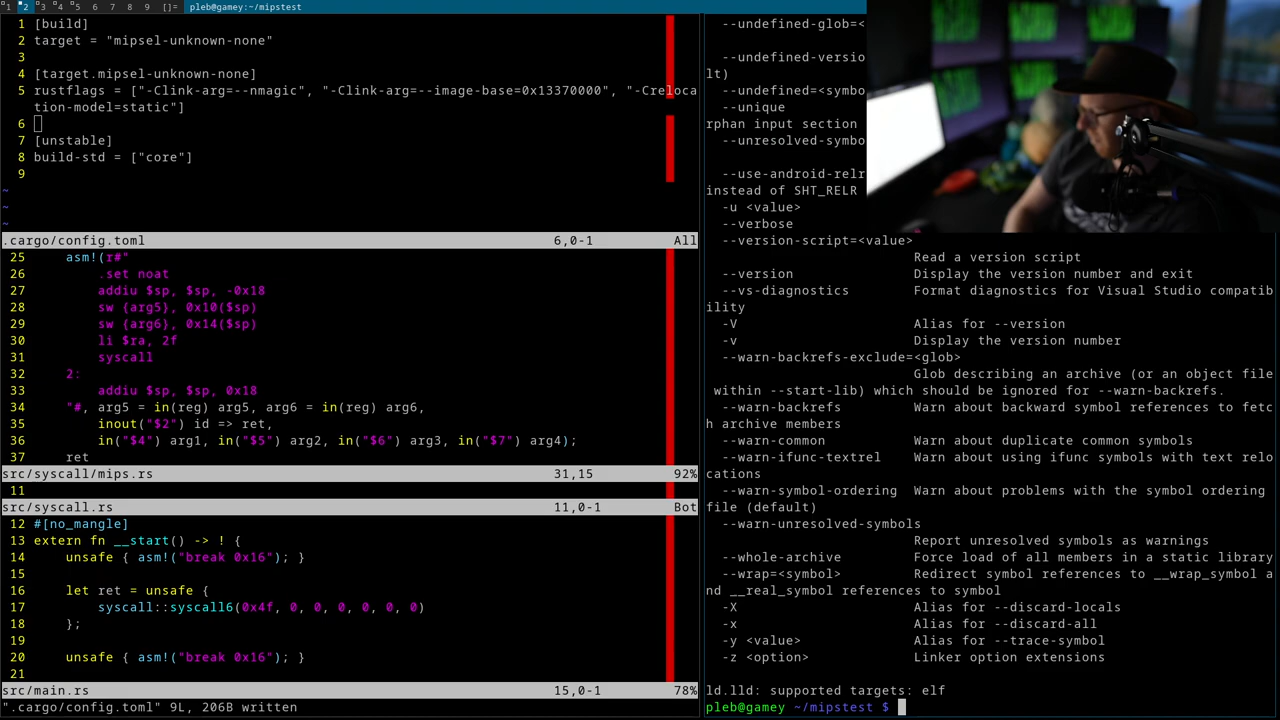 1 2 3 4 5 6 7 8 9 []= pleb@gamey:~/mipstest
1 [build]
2 target = "mipsel-unknown-none"
3
4 [target.mipsel-unknown-none]
5 rustflags = ["-Clink-arg=--nmagic", "-Clink-arg=--image-base=0x13370000", "-Creloca
tion-model=static"]
6
7 [unstable]
8 build-std = ["core"]
9
~
~
~
.cargo/config.toml 6,0-1 All
25 asm!(r#"
26 .set noat
27 addiu $sp, $sp, -0x18
28 sw {arg5}, 0x10($sp)
29 sw {arg6}, 0x14($sp)
30 li $ra, 2f
31 syscall
32 2:
33 addiu $sp, $sp, 0x18
34 "#, arg5 = in(reg) arg5, arg6 = in(reg) arg6,
35 inout("$2") id => ret,
36 in("$4") arg1, in("$5") arg2, in("$6") arg3, in("$7") arg4);
37 ret
src/syscall/mips.rs 31,15 92%
11
src/syscall.rs 11,0-1 Bot
12 #[no_mangle]
13 extern fn __start() -> ! {
14 unsafe { asm!("break 0x16"); }
15
16 let ret = unsafe {
17 syscall::syscall6(0x4f, 0, 0, 0, 0, 0, 0)
18 };
19
20 unsafe { asm!("break 0x16"); }
21
src/main.rs 15,0-1 78%
".cargo/config.toml" 9L, 206B written
--undefined-glob=<
--undefined-versio
lt)
--undefined=<symbo
--unique
rphan input section
--unresolved-symbo
--use-android-relr
instead of SHT_RELR
-u <value>
--verbose
--version-script=<value>
Read a version script
--version Display the version number and exit
--vs-diagnostics Format diagnostics for Visual Studio compatib
ility
-V Alias for --version
-v Display the version number
--warn-backrefs-exclude=<glob>
Glob describing an archive (or an object file
within --start-lib) which should be ignored for --warn-backrefs.
--warn-backrefs Warn about backward symbol references to fetc
h archive members
--warn-common Warn about duplicate common symbols
--warn-ifunc-textrel Warn about using ifunc symbols with text relo
cations
--warn-symbol-ordering Warn about problems with the symbol ordering
file (default)
--warn-unresolved-symbols
Report unresolved symbols as warnings
--whole-archive Force load of all members in a static library
--wrap=<symbol> Redirect symbol references to __wrap_symbol a
nd __real_symbol references to symbol
-X Alias for --discard-locals
-x Alias for --discard-all
-y <value> Alias for --trace-symbol
-z <option> Linker option extensions
ld.lld: supported targets: elf
pleb@gamey ~/mipstest $